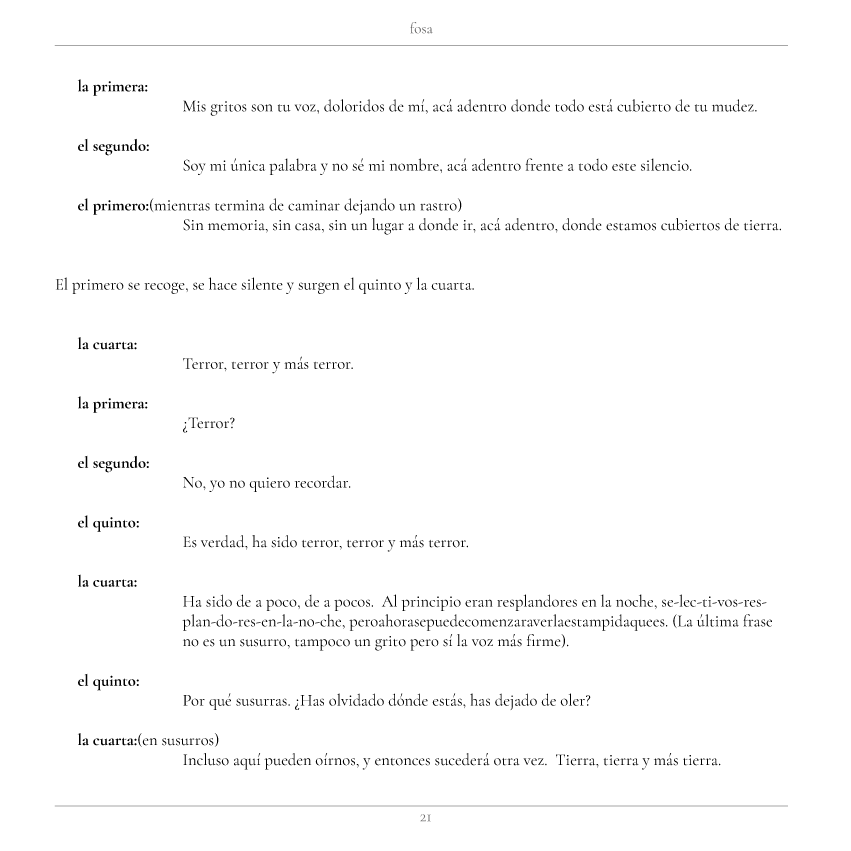 fosa
la primera:
Mis gritos son tu voz, doloridos de mí, acá adentro donde todo está cubierto de tu mudez.
el segundo:
Soy mi única palabra y no sé mi nombre, acá adentro frente a todo este silencio.
el primero:(mientras termina de caminar dejando un rastro)
Sin memoria, sin casa, sin un lugar a donde ir, acá adentro, donde estamos cubiertos de tierra.
El primero se recoge, se hace silente y surgen el quinto y la cuarta.
la cuarta:
Terror, terror y más terror.
la primera:
¿Terror?
el segundo:
No, yo no quiero recordar.
el quinto:
Es verdad, ha sido terror, terror y más terror.
la cuarta:
Ha sido de a poco, de a pocos.  Al principio eran resplandores en la noche, se-lec-ti-vos-res-
plan-do-res-en-la-no-che, peroahorasepuedecomenzaraverlaestampidaquees. (La última frase
no es un susurro, tampoco un grito pero sí la voz más firme).
el quinto:
Por qué susurras. ¿Has olvidado dónde estás, has dejado de oler?
la cuarta:(en susurros)
Incluso aquí pueden oírnos, y entonces sucederá otra vez.  Tierra, tierra y más tierra.
21